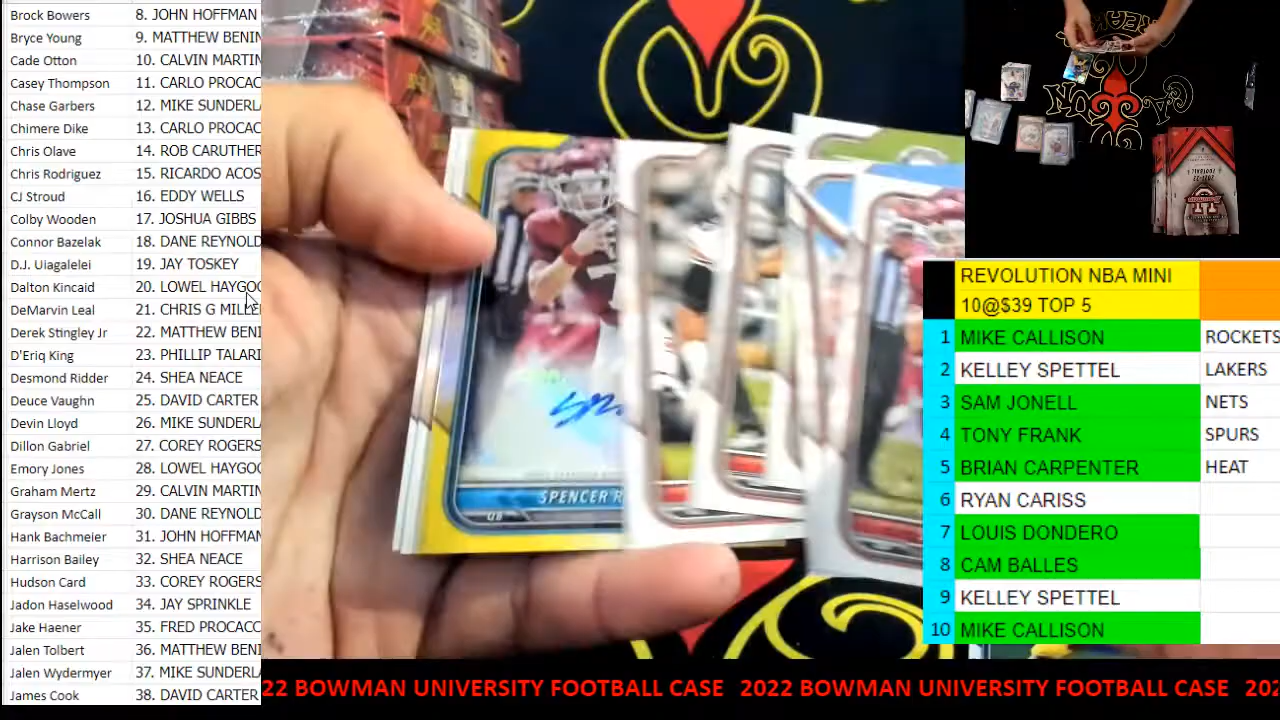 Brock Bowers 8. JOHN HOFFMAN
Bryce Young 9. MATTHEW BENIN
Cade Otton 10. CALVIN MARTIN
Casey Thompson 11. CARLO PROCAC
Chase Garbers 12. MIKE SUNDERL
Chimere Dike 13. CARLO PROCAC
Chris Olave 14. ROB CARUTHER
Chris Rodriguez 15. RICARDO ACOS
CJ Stroud 16. EDDY WELLS
Colby Wooden 17. JOSHUA GIBBS
Connor Bazelak 18. DANE REYNOLD
D.J. Uiagalelei 19. JAY TOSKEY
Dalton Kincaid 20. LOWEL HAYGOO
DeMarvin Leal 21. CHRIS G MILLE
Derek Stingley Jr 22. MATTHEW BENI
D'Eriq King 23. PHILLIP TALARI
Desmond Ridder 24. SHEA NEACE
Deuce Vaughn 25. DAVID CARTER
Devin Lloyd 26. MIKE SUNDERL
Dillon Gabriel 27. COREY ROGERS
Emory Jones 28. LOWEL HAYGOO
Graham Mertz 29. CALVIN MARTIN
Grayson McCall 30. DANE REYNOLD
Hank Bachmeier 31. JOHN HOFFMAN
Harrison Bailey 32. SHEA NEACE
Hudson Card 33. COREY ROGERS
Jadon Haselwood 34. JAY SPRINKLE
Jake Haener 35. FRED PROCACC
Jalen Tolbert 36. MATTHEW BENI
Jalen Wydermyer 37. MIKE SUNDERL
James Cook 38. DAVID CARTER
SPENCER R
QB
REVOLUTION NBA MINI
10@$39 TOP 5
1 MIKE CALLISON ROCKETS
2 KELLEY SPETTEL LAKERS
3 SAM JONELL NETS
4 TONY FRANK SPURS
5 BRIAN CARPENTER HEAT
6 RYAN CARISS
7 LOUIS DONDERO
8 CAM BALLES
9 KELLEY SPETTEL
10 MIKE CALLISON
22 BOWMAN UNIVERSITY FOOTBALL CASE 2022 BOWMAN UNIVERSITY FOOTBALL CASE 202